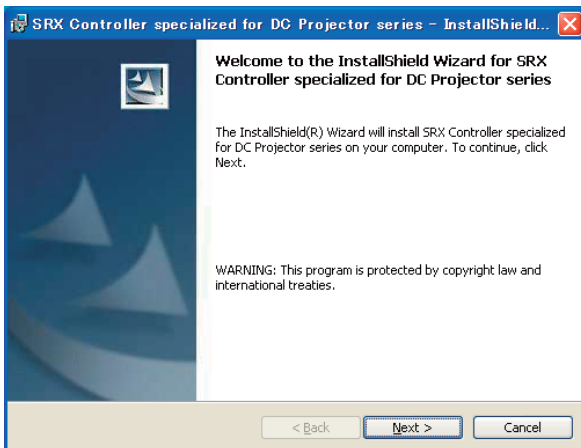 SRX Controller specialized for DC Projector series - InstallShield...
Welcome to the InstallShield Wizard for SRX
Controller specialized for DC Projector series
The InstallShield(R) Wizard will install SRX Controller specialized
for DC Projector series on your computer. To continue, click
Next.
WARNING: This program is protected by copyright law and
international treaties.
< Back
Next >
Cancel